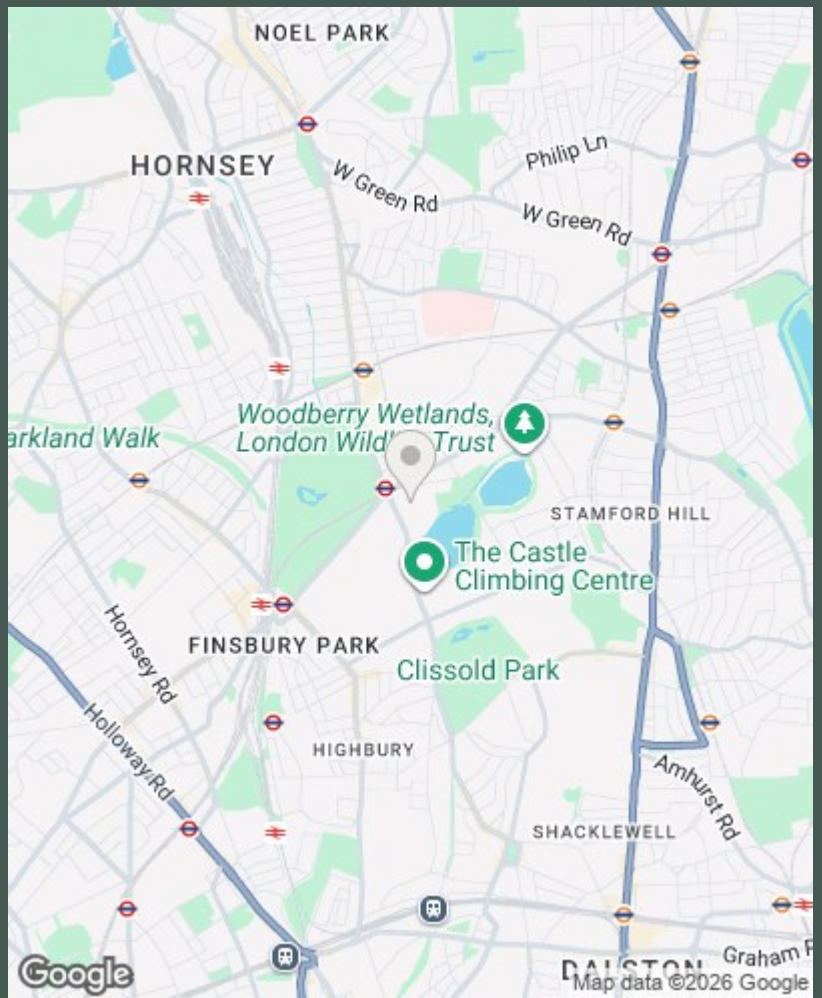 NOEL PARK
HORNSEY
W Green Rd
Philip Ln
W Green Rd
arkland Walk
Woodberry Wetlands,
London Wildl Trust
STAMFORD HILL
The Castle
Climbing Centre
FINSBURY PARK
Hornsey Rd
Clissold Park
Holloway Rd
HIGHBURY
Amhurst Rd
SHACKLEWELL
DALSTON
Graham R
Google
Map data ©2026 Google